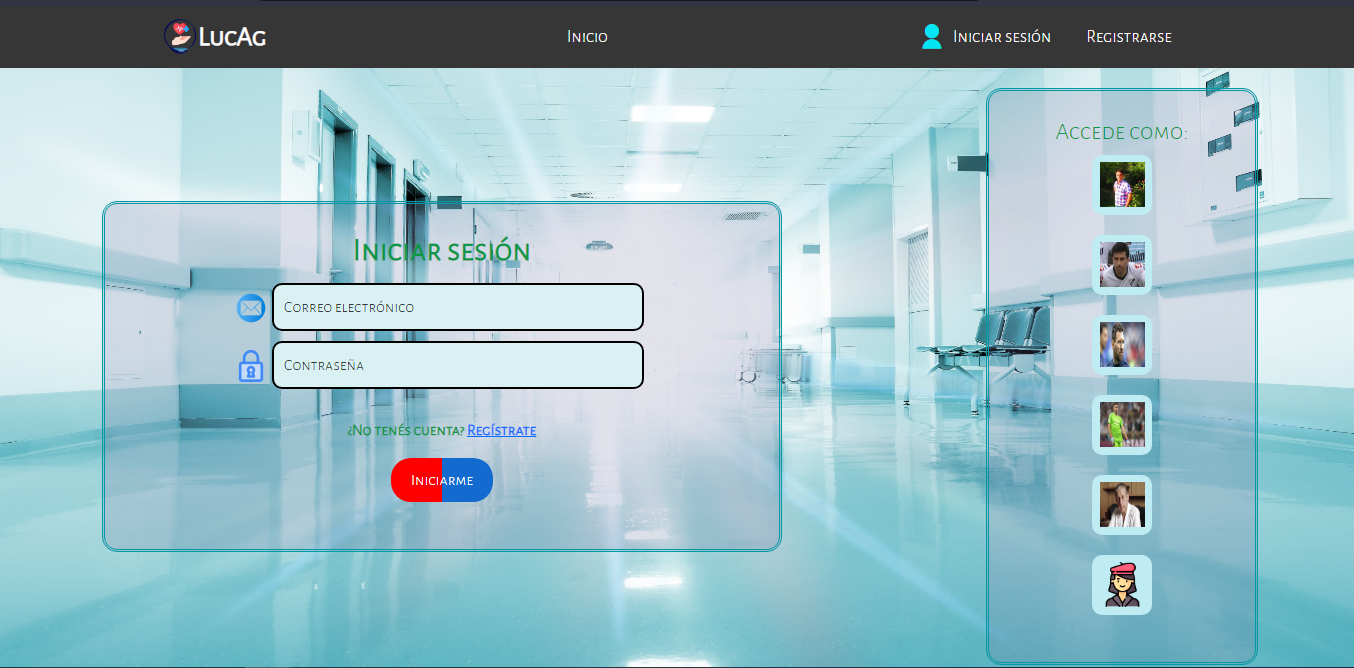 LucAg
Inicio
Iniciar sesión
Registrarse
Accede como:
Iniciar sesión
Correo electrónico
Contraseña
¿No tenés cuenta? Regístrate
Iniciarme